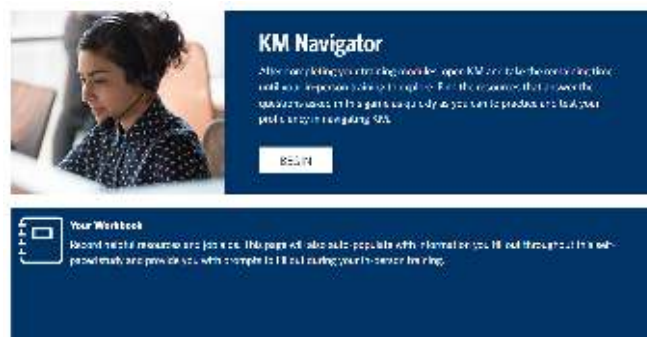 KM Navigator
After completing your training modules, open KM and take the remaining time
until your in-person training to explore. Find the resources that answer the
questions asked in this game as quickly as you can to practice and test your
proficiency in navigating KM.
BEGIN
Your Workbook
Record helpful resources and job aids. This page will also auto-populate with information you fill out throughout this self-
paced study and provide you with prompts to fill out during your in-person training.